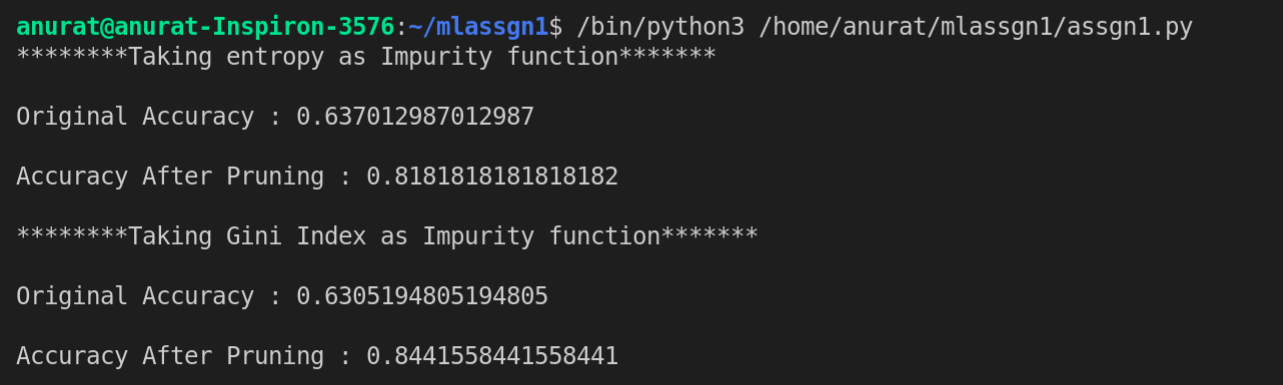 anurat@anurat-Inspiron-3576:~/mlassgn1$ /bin/python3 /home/anurat/mlassgn1/assgn1.py
********Taking entropy as Impurity function*******
Original Accuracy : 0.637012987012987
Accuracy After Pruning : 0.8181818181818182
********Taking Gini Index as Impurity function*******
Original Accuracy : 0.6305194805194805
Accuracy After Pruning : 0.8441558441558441